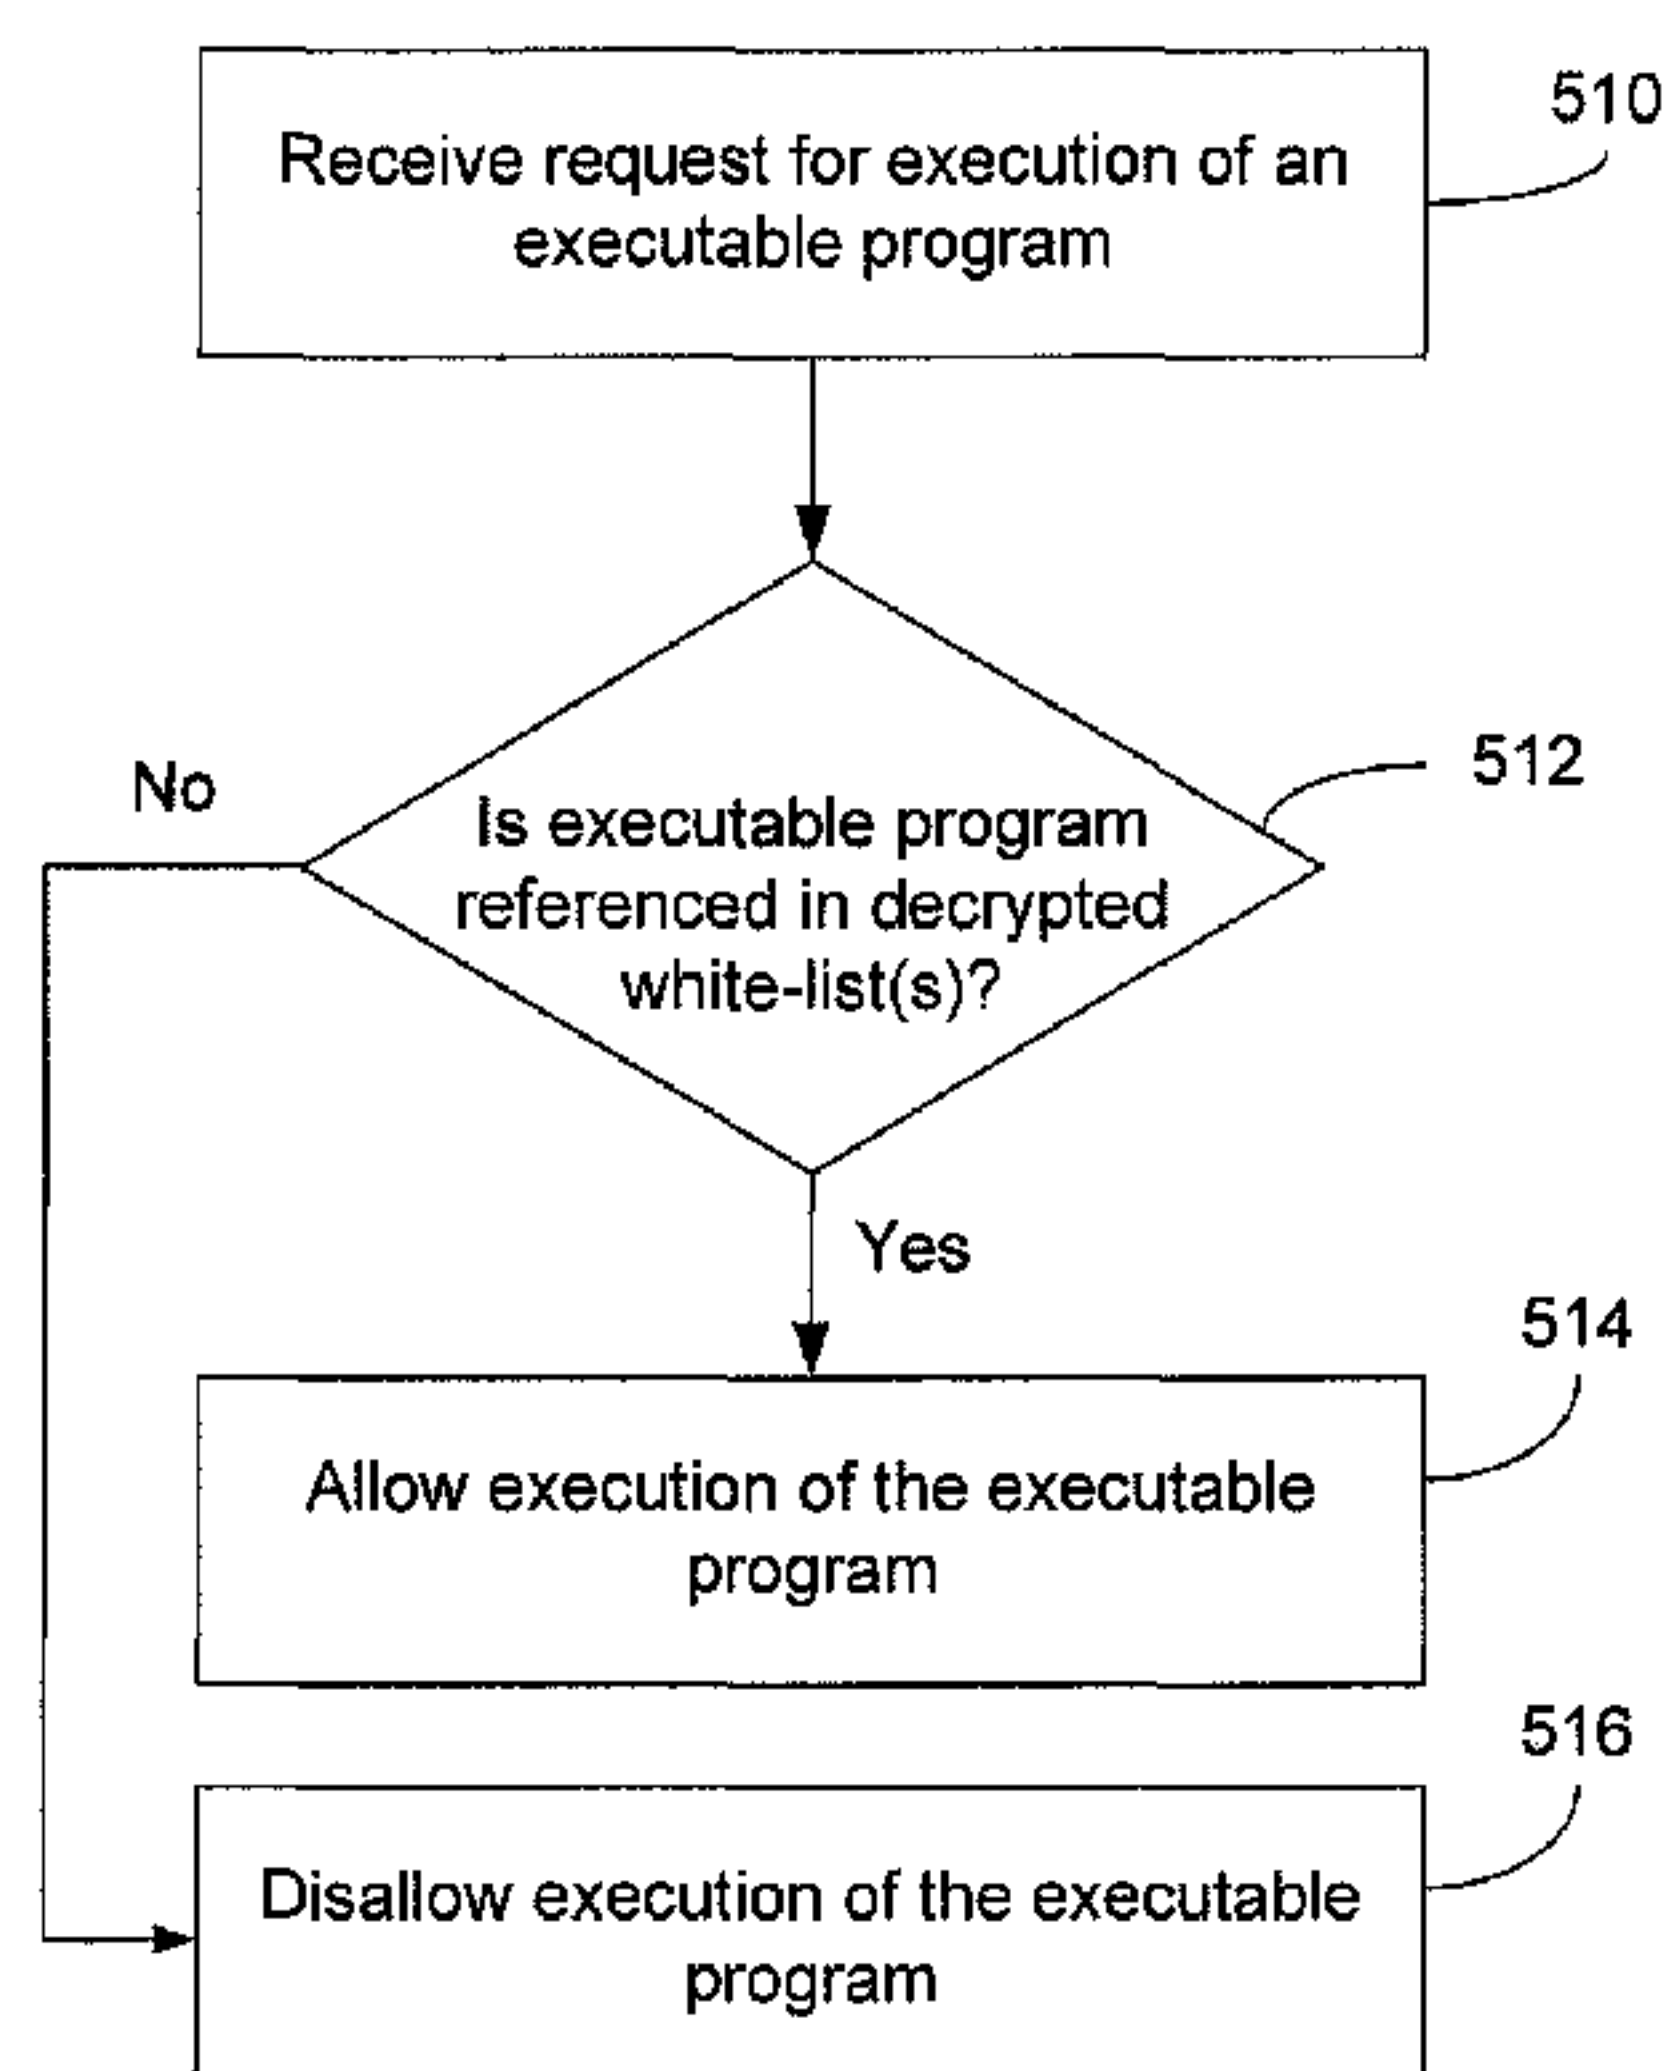 510
Receive request for execution of an
executable program
No
512
Is executable program
referenced in decrypted
white-list(s)?
Yes
514
Allow execution of the executable
program
516
Disallow execution of the executable
program